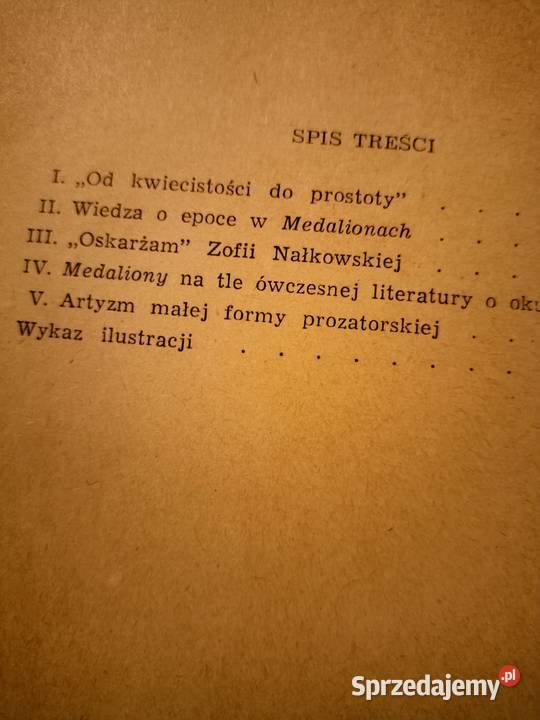 SPIS TREŚCI
I. „Od kwiecistości do prostoty” . . .
II. Wiedza o epoce w Medalionach . . .
III. „Oskarżam” Zofii Nałkowskiej . . .
IV. Medaliony na tle ówczesnej literatury o
V. Artyzm małej formy prozatorskiej . .
Wykaz ilustracji . . . . . . . .
Sprzedajemy.pl